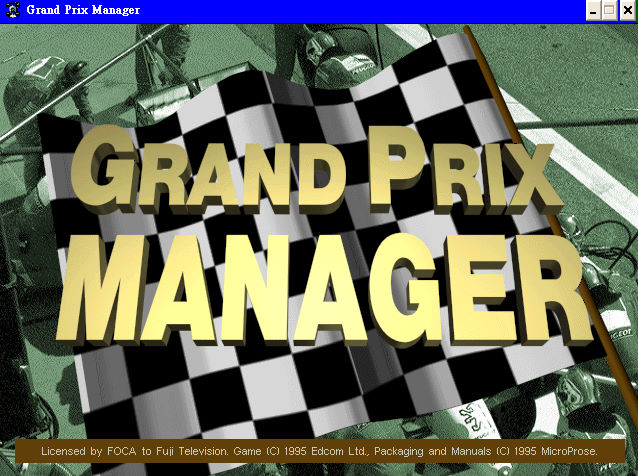 Grand Prix Manager
GRAND PRIX
MANAGER
Licensed by FOCA to Fuji Television. Game (C) 1995 Edcom Ltd., Packaging and Manuals (C) 1995 MicroProse.